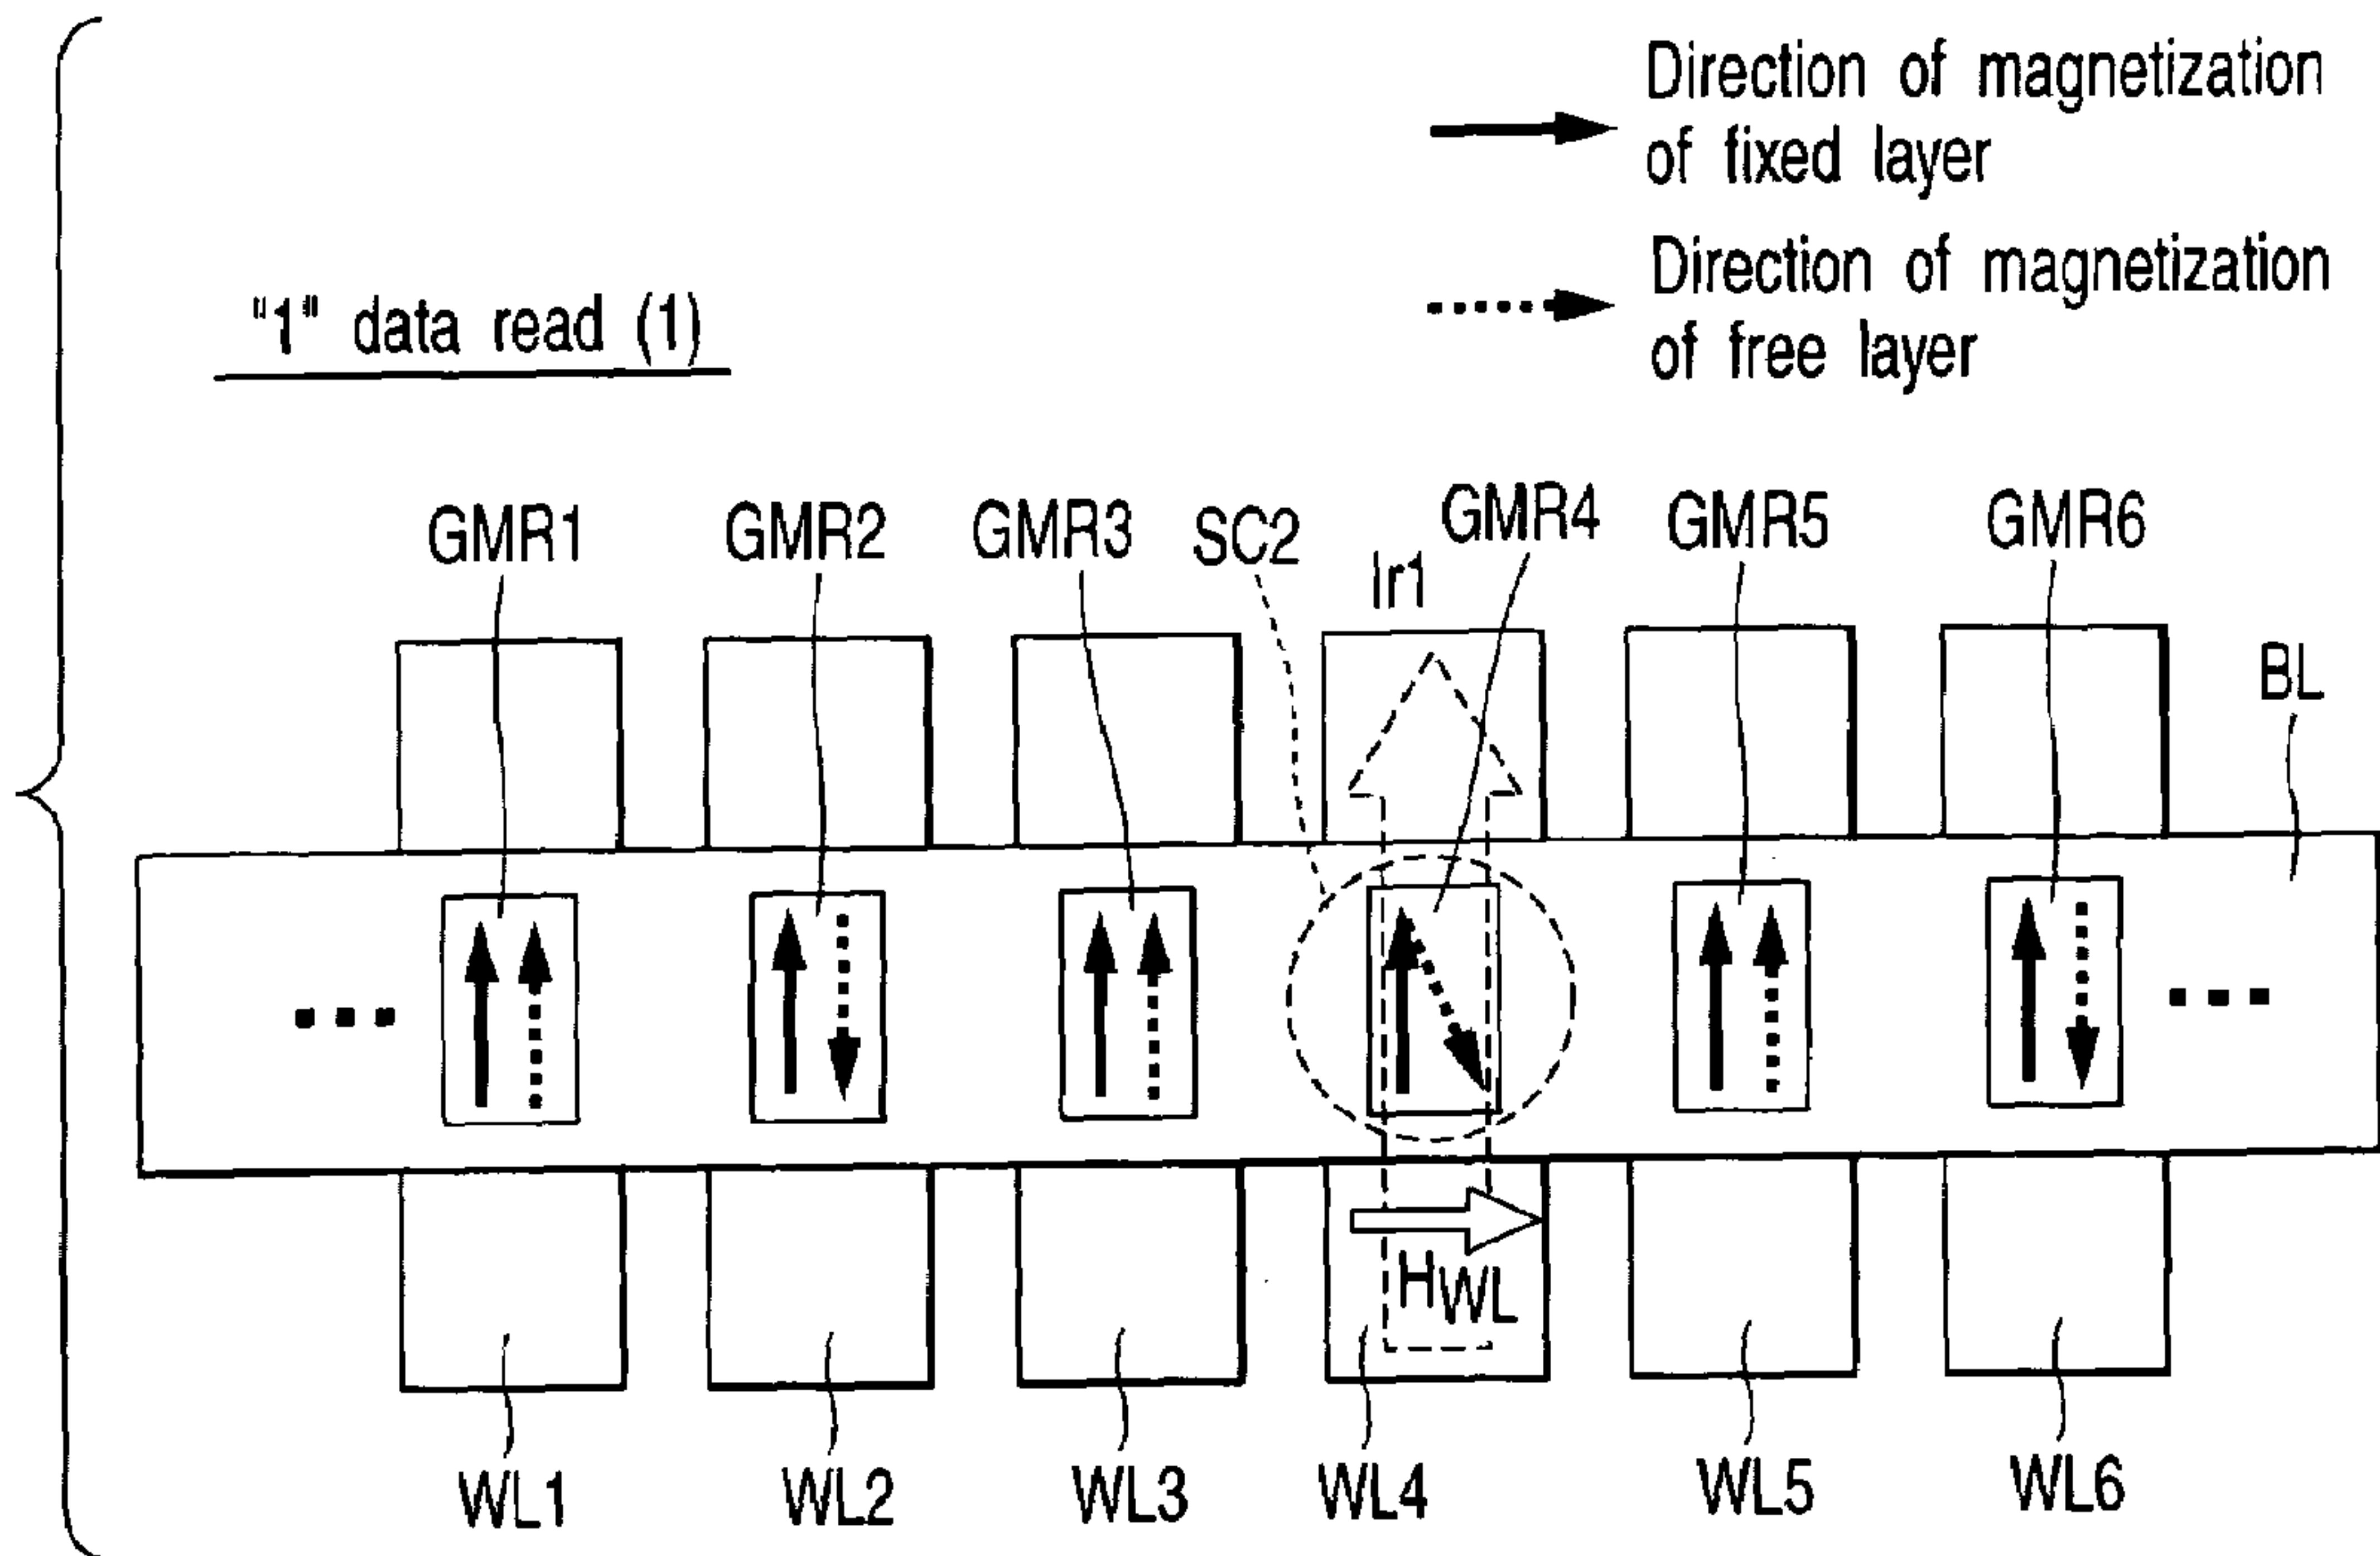 Direction of magnetization
of fixed layer
Direction of magnetization
of free layer
"1" data read (1)
GMR1
GMR2
GMR3
SC2
Ir1
GMR4
GMR5
GMR6
BL
HWL
WL1
WL2
WL3
WL4
WL5
WL6